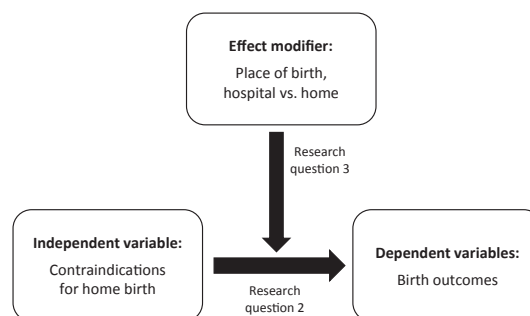 Effect modifier:
Place of birth,
hospital vs. home
Research
question 3
Independent variable:
Contraindications
for home birth
Research
question 2
Dependent variables:
Birth outcomes